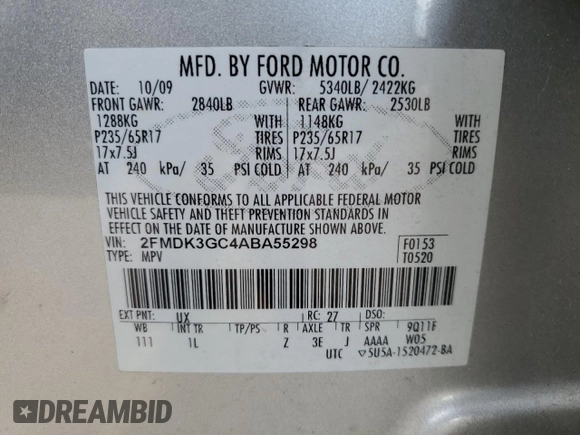 MFD. BY FORD MOTOR CO.
DATE: 10/09 GVWR: 5340LB/ 2422KG
FRONT GAWR: 2840LB REAR GAWR: 2530LB
1288KG WITH 1148KG WITH
P235/65R17 TIRES P235/65R17 TIRES
17x7.5J RIMS 17x7.5J RIMS
AT 240 kPa/ 35 PSI COLD AT 240 kPa/ 35 PSI COLD
THIS VEHICLE CONFORMS TO ALL APPLICABLE FEDERAL MOTOR
VEHICLE SAFETY AND THEFT PREVENTION STANDARDS IN
EFFECT ON THE DATE OF MANUFACTURE SHOWN ABOVE.
VIN: 2FMDK3GC4ABA55298 F0153
TYPE: MPV T0520
EXT PNT: UX RC: 27 DSO:
WB INT TR TP/PS R AXLE TR SPR 9Q11F
111 1L Z 3E J AAAA W05
UTC ▽5U5A-1520472-BA
DREAMBID